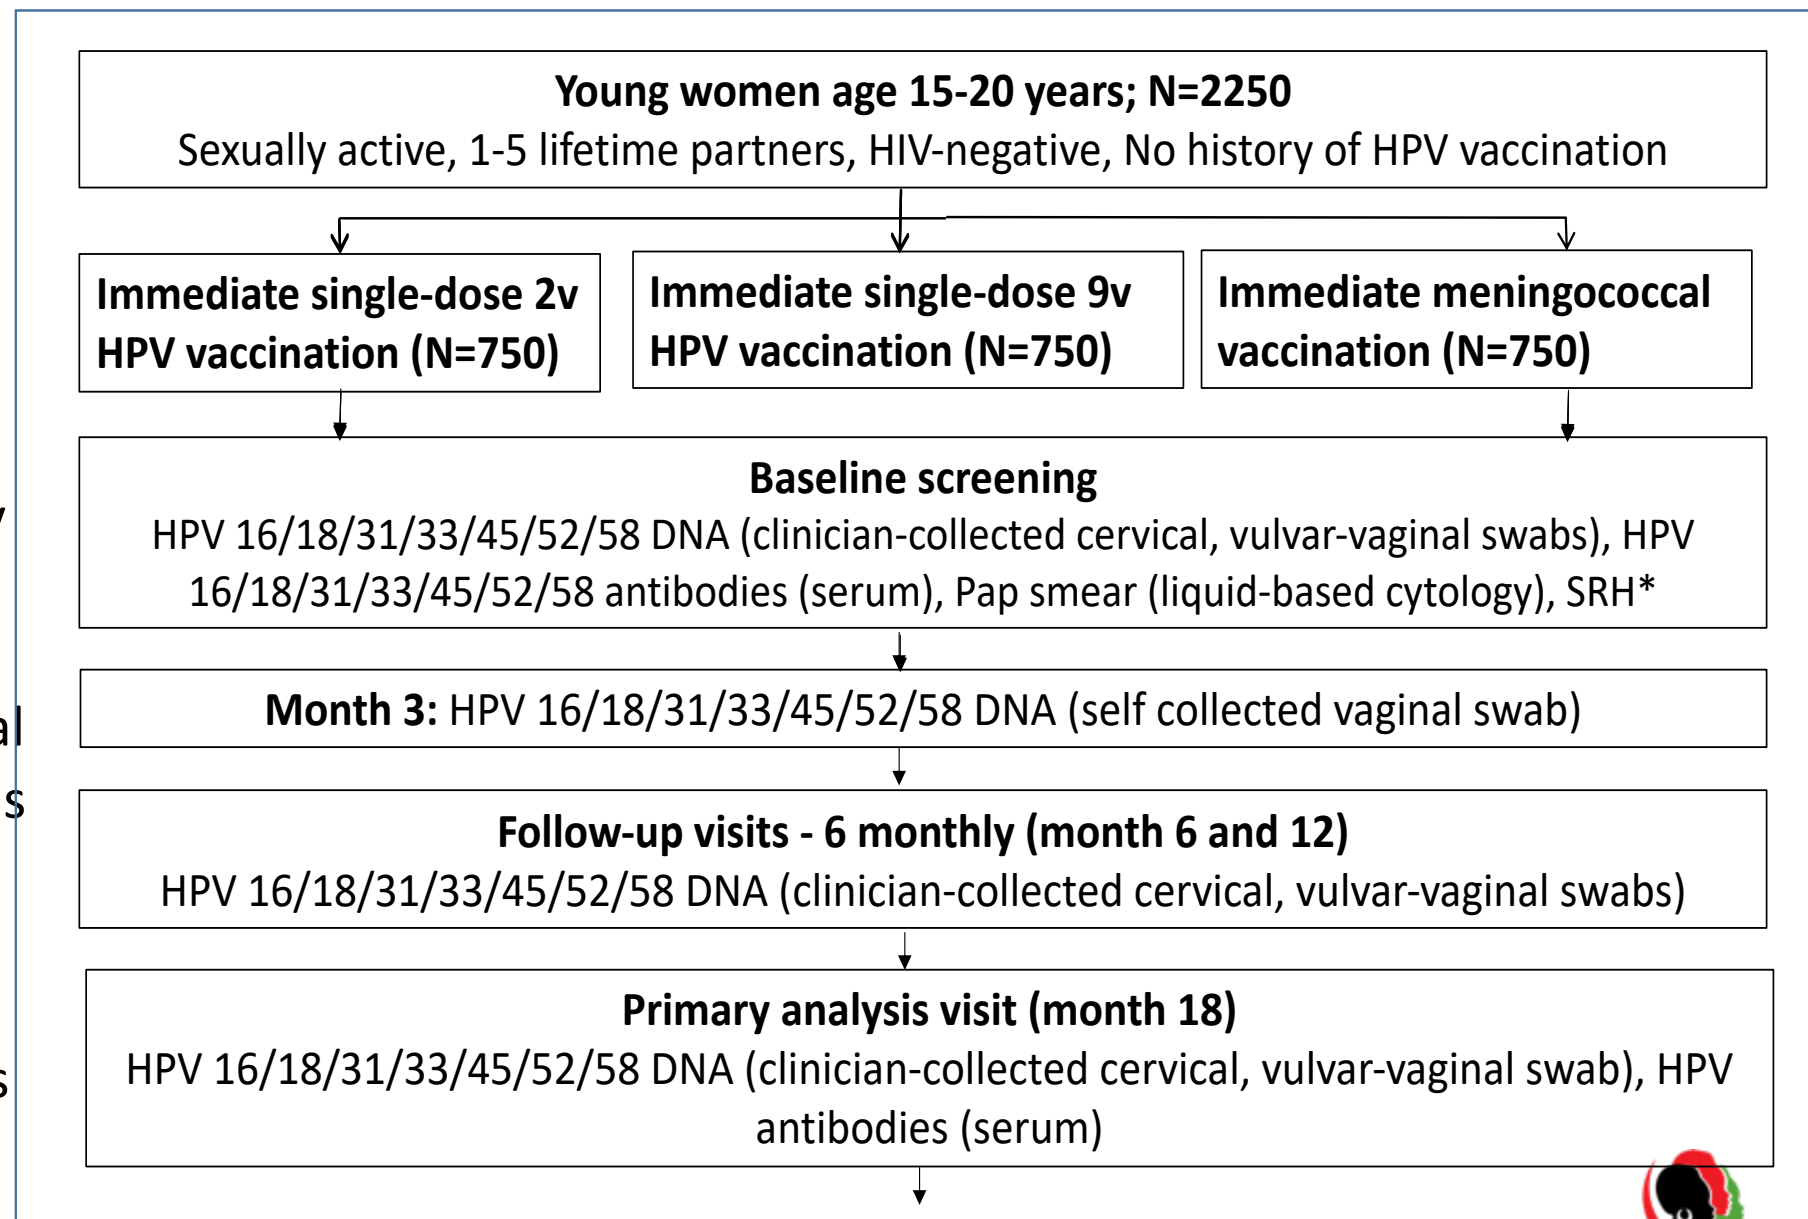 Young women age 15-20 years; N=2250
Sexually active, 1-5 lifetime partners, HIV-negative, No history of HPV vaccination
Immediate single-dose 2v
HPV vaccination (N=750)
Immediate single-dose 9v
HPV vaccination (N=750)
Immediate meningococcal
vaccination (N=750)
Baseline screening
HPV 16/18/31/33/45/52/58 DNA (clinician-collected cervical, vulvar-vaginal swabs), HPV
16/18/31/33/45/52/58 antibodies (serum), Pap smear (liquid-based cytology), SRH*
Month 3: HPV 16/18/31/33/45/52/58 DNA (self collected vaginal swab)
Follow-up visits - 6 monthly (month 6 and 12)
HPV 16/18/31/33/45/52/58 DNA (clinician-collected cervical, vulvar-vaginal swabs)
Primary analysis visit (month 18)
HPV 16/18/31/33/45/52/58 DNA (clinician-collected cervical, vulvar-vaginal swab), HPV
antibodies (serum)